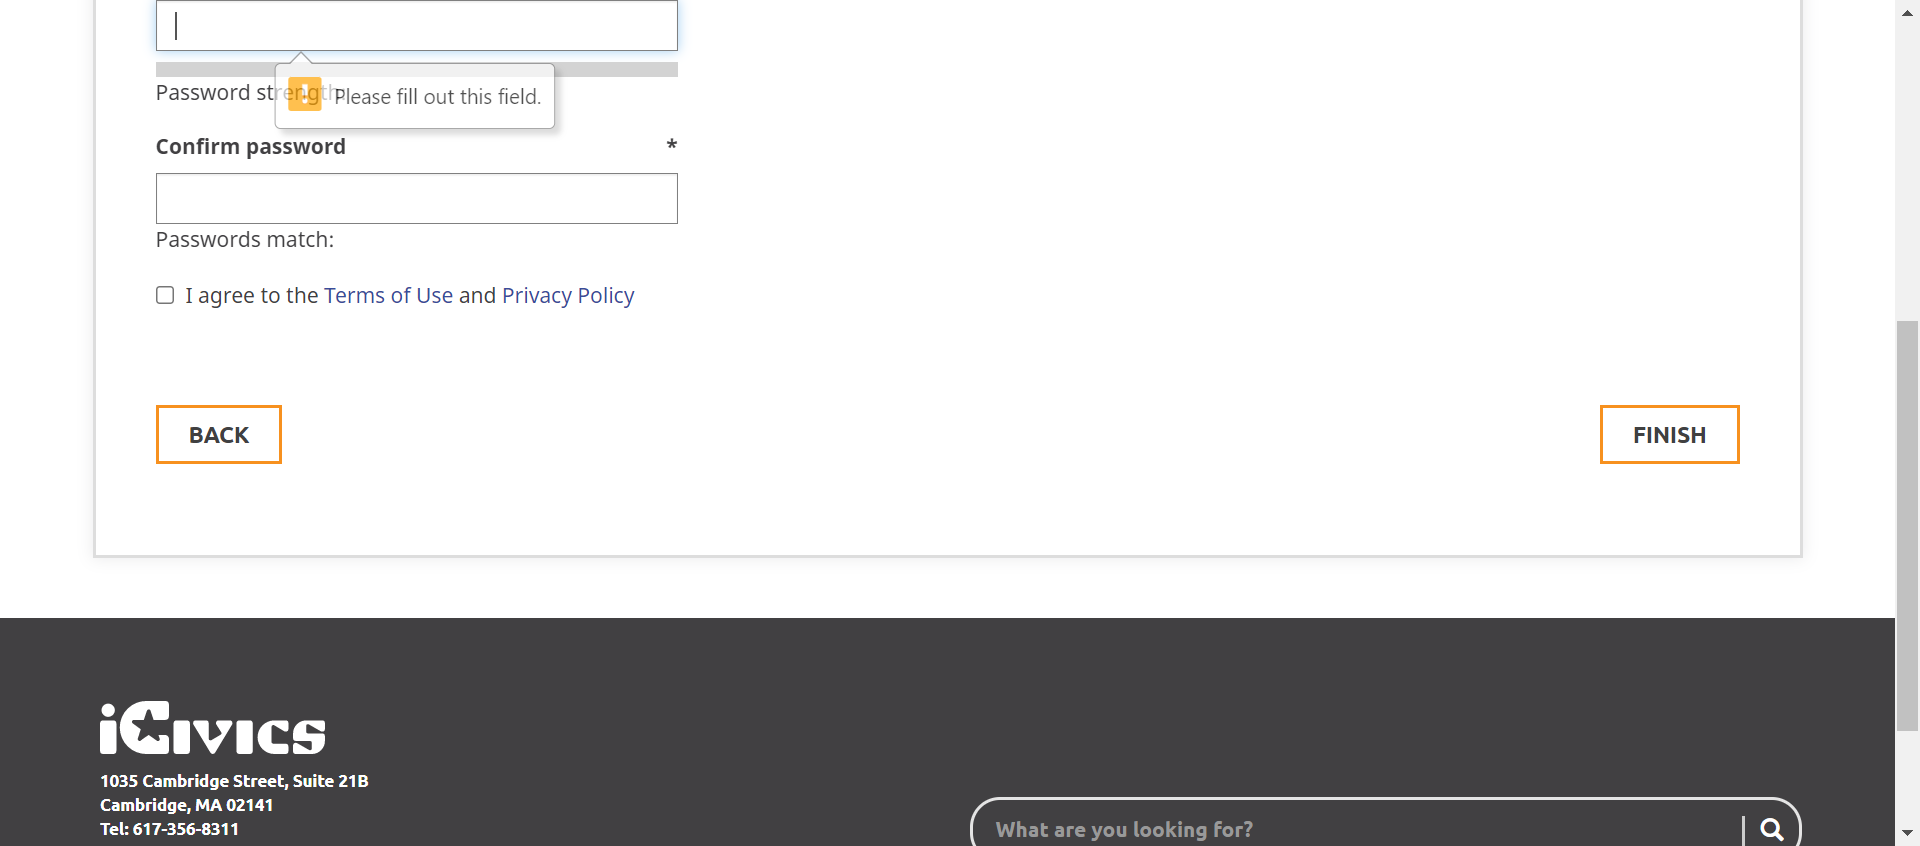 Password strength
Please fill out this field.
Confirm password *
Passwords match:
I agree to the Terms of Use and Privacy Policy
BACK
FINISH
iCivics
1035 Cambridge Street, Suite 21B
Cambridge, MA 02141
Tel: 617-356-8311
What are you looking for?